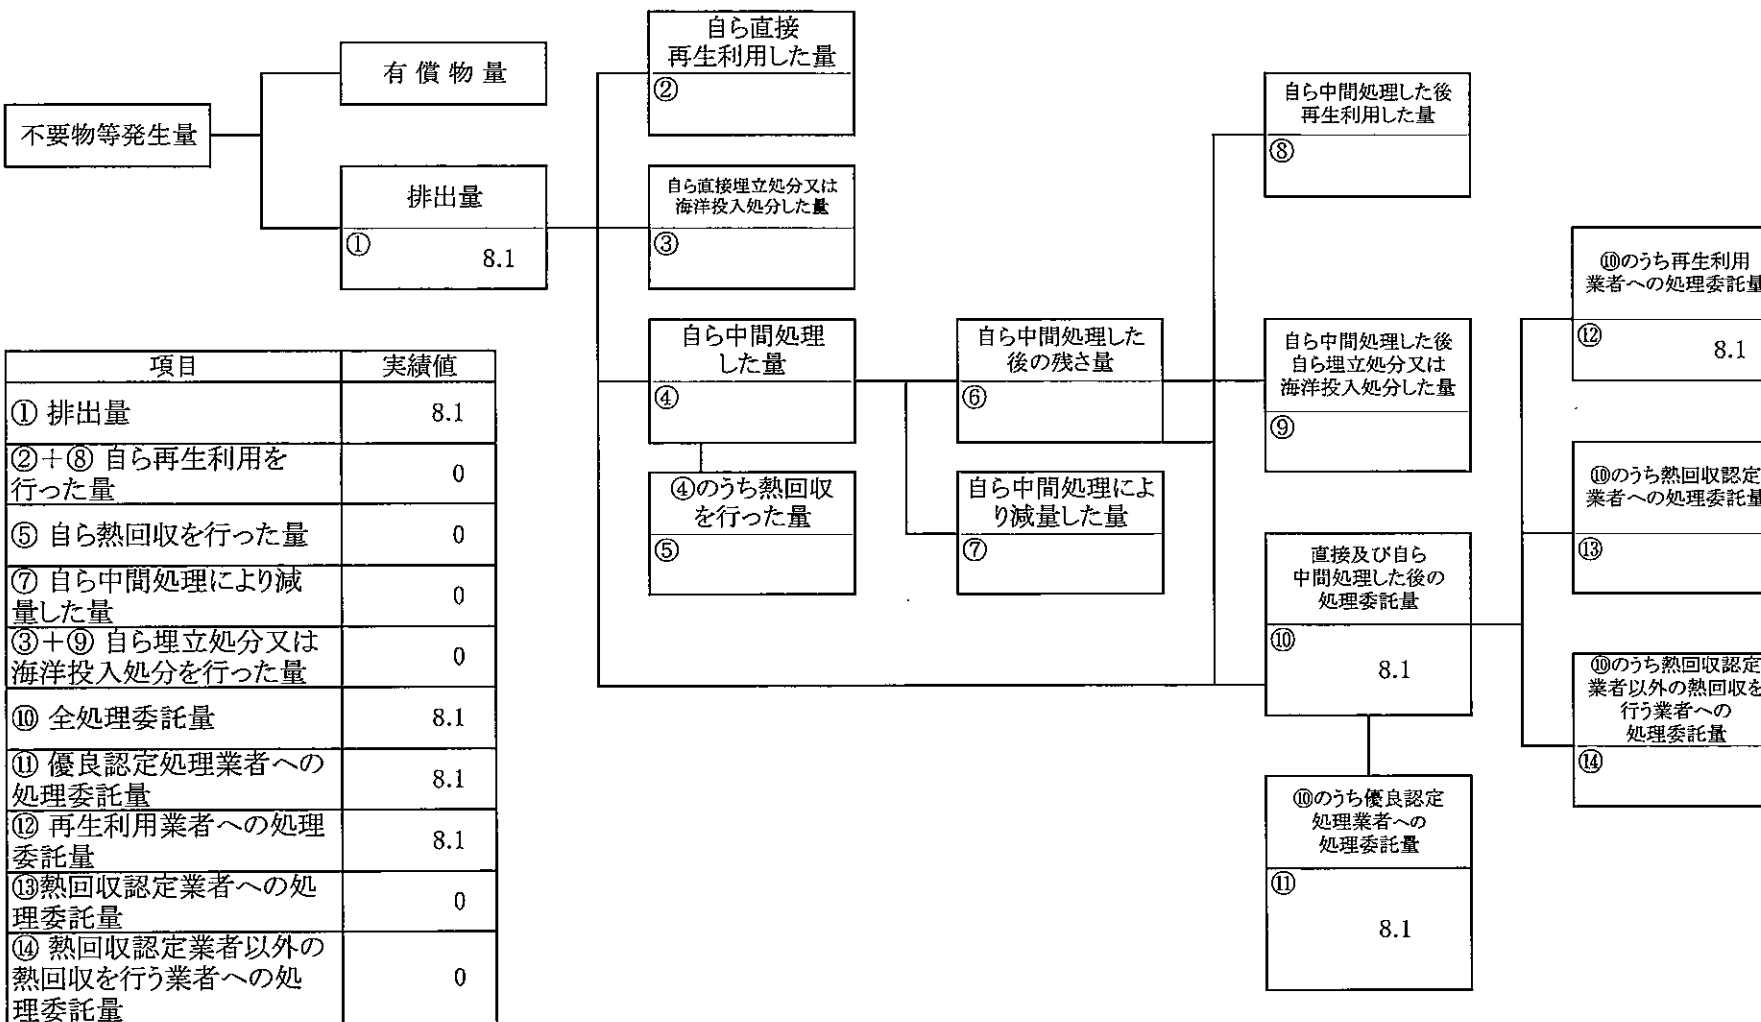 不要物等発生量
有償物量
排出量
①
8.1
自ら直接
再生利用した量
②
自ら直接埋立処分又は
海洋投入処分した量
③
自ら中間処理
した量
④
④のうち熱回収
を行った量
⑤
自ら中間処理した
後の残さ量
⑥
自ら中間処理によ
り減量した量
⑦
自ら中間処理した後
再生利用した量
⑧
自ら中間処理した後
自ら埋立処分又は
海洋投入処分した量
⑨
直接及び自ら
中間処理した後の
処理委託量
⑩
8.1
⑩のうち優良認定
処理業者への
処理委託量
⑪
8.1
⑩のうち再生利用
業者への処理委託量
⑫
8.1
⑩のうち熱回収認定
業者への処理委託量
⑬
⑩のうち熱回収認定
業者以外の熱回収を
行う業者への
処理委託量
⑭
項目 実績値
① 排出量 8.1
②+⑧ 自ら再生利用を
行った量 0
⑤ 自ら熱回収を行った量 0
⑦ 自ら中間処理により減
量した量 0
③+⑨ 自ら埋立処分又は
海洋投入処分を行った量 0
⑩ 全処理委託量 8.1
⑪ 優良認定処理業者への
処理委託量 8.1
⑫ 再生利用業者への処理
委託量 8.1
⑬熱回収認定業者への処
理委託量 0
⑭ 熱回収認定業者以外の
熱回収を行う業者への処
理委託量 0